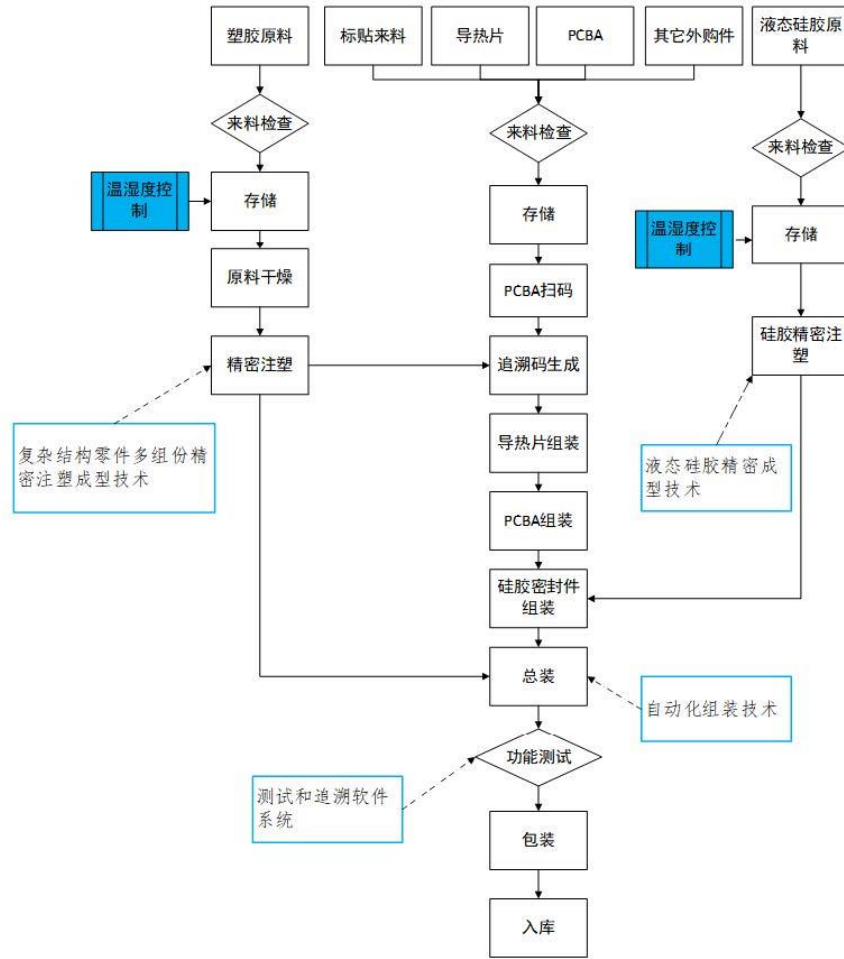 塑胶原料
标贴来料
导热片
PCBA
其它外购件
液态硅胶原
料
来料检查
来料检查
来料检查
温湿度控
制
存储
存储
温湿度控
制
存储
原料干燥
PCBA扫码
精密注塑
追溯码生成
硅胶精密注
塑
复杂结构零件多组份精
密注塑成型技术
导热片组装
液态硅胶精密成
型技术
PCBA组装
硅胶密封件
组装
总装
自动化组装技术
功能测试
测试和追溯软件
系统
包装
入库